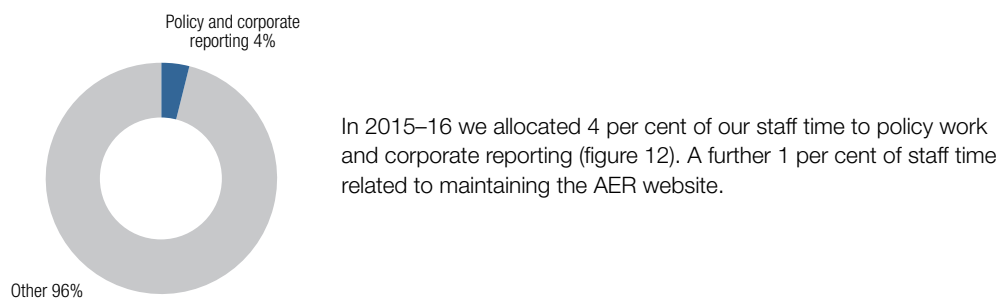 Policy and corporate
reporting 4%
In 2015–16 we allocated 4 per cent of our staff time to policy work
and corporate reporting (figure 12). A further 1 per cent of staff time
related to maintaining the AER website.
Other 96%